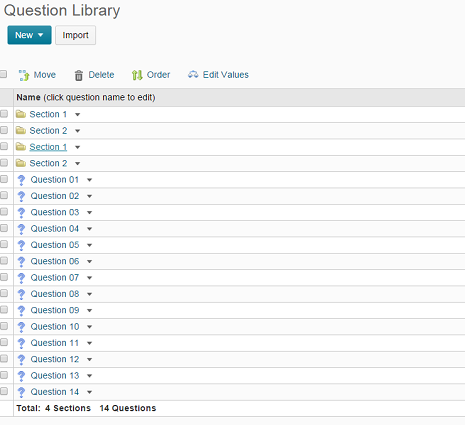 Question Library
New Import
Move Delete Order Edit Values
Name (click question name to edit)
Section 1
Section 2
Section 1
Section 2
Question 01
Question 02
Question 03
Question 04
Question 05
Question 06
Question 07
Question 08
Question 09
Question 10
Question 11
Question 12
Question 13
Question 14
Total: 4 Sections 14 Questions